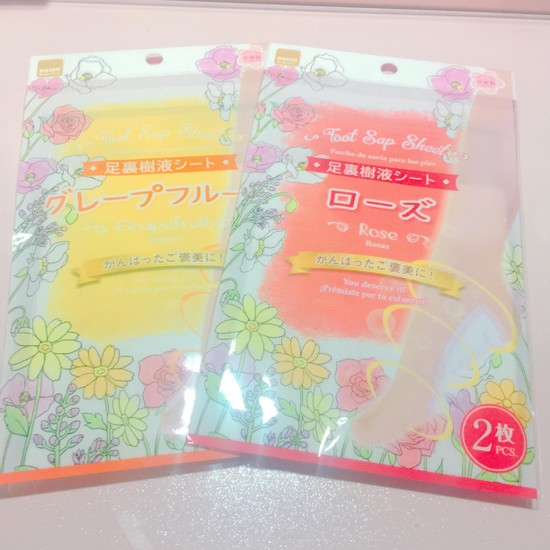 Foot Sap Sheet
足裏樹液シート
グレープフルー
Grapefruit
がんばったご褒美に！
Foot Sap Sheet
Parche de savia para los pies
足裏樹液シート
ローズ
Rose
Rosas
がんばったご褒美に！
You deserve it!
¡Prémiate por tu esfuerzo!
2枚
PCS.